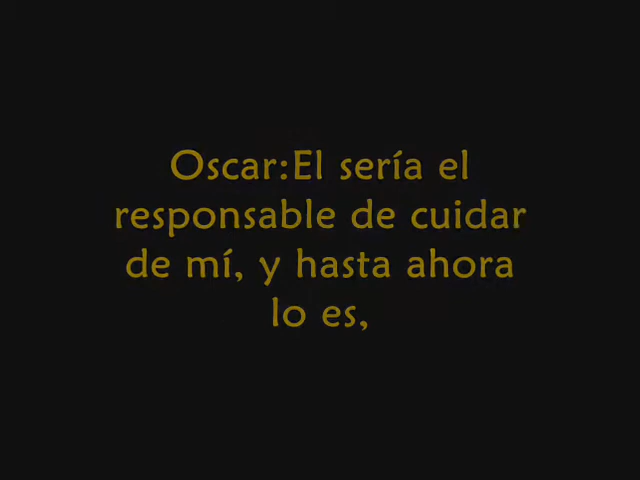 Oscar:El sería el
responsable de cuidar
de mí, y hasta ahora
lo es,